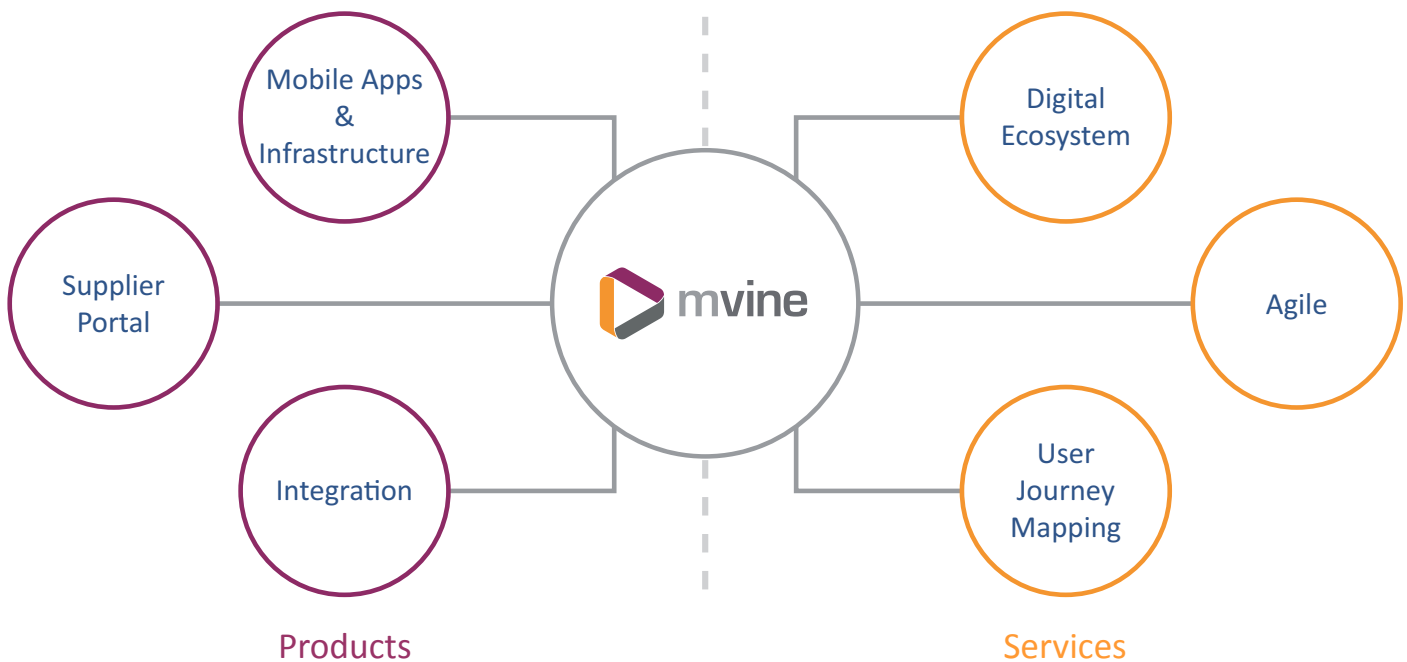 Mobile Apps
&
Infrastructure
Supplier
Portal
Integration
mvine
Digital
Ecosystem
Agile
User
Journey
Mapping
Products
Services